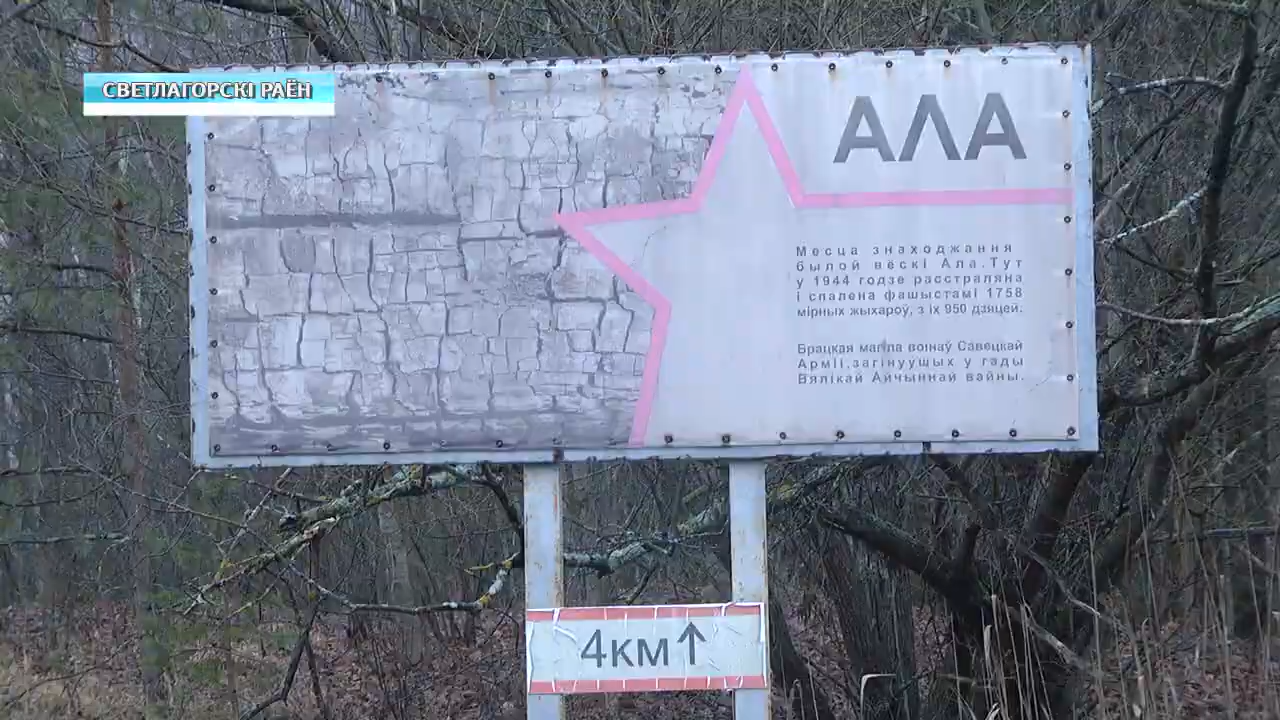 СВЕТЛАГОРСКІ РАЁН
АЛА
Месца знаходжання
былой вёскі Ала. Тут
у 1944 годзе расстраляна
і спалена фашыстамі 1758
мірных жыхароў, з іх 950 дзяцей.
Брацкая магіла воінаў Савецкай
Арміі, загінуўшых у гады
Вялікай Айчыннай вайны.
4км↑